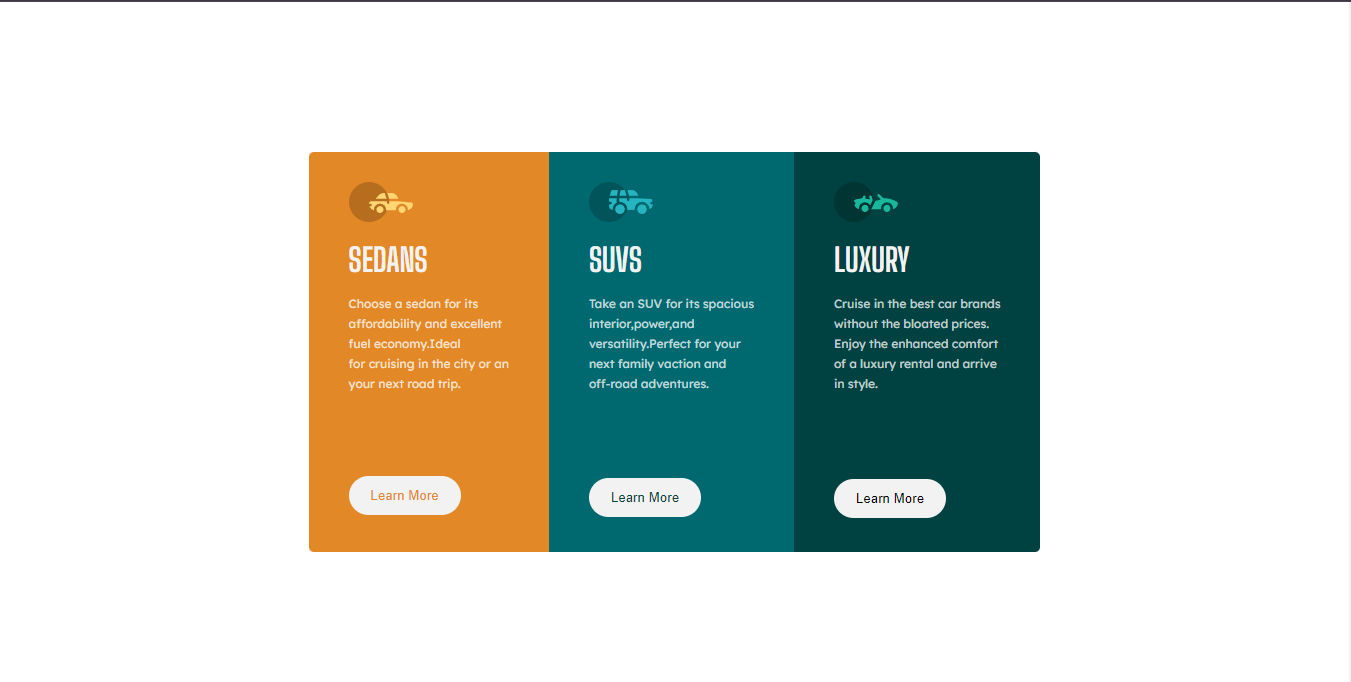 SEDANS
Choose a sedan for its
affordability and excellent
fuel economy.Ideal
for cruising in the city or an
your next road trip.
Learn More
SUVS
Take an SUV for its spacious
interior,power,and
versatility.Perfect for your
next family vaction and
off-road adventures.
Learn More
LUXURY
Cruise in the best car brands
without the bloated prices.
Enjoy the enhanced comfort
of a luxury rental and arrive
in style.
Learn More